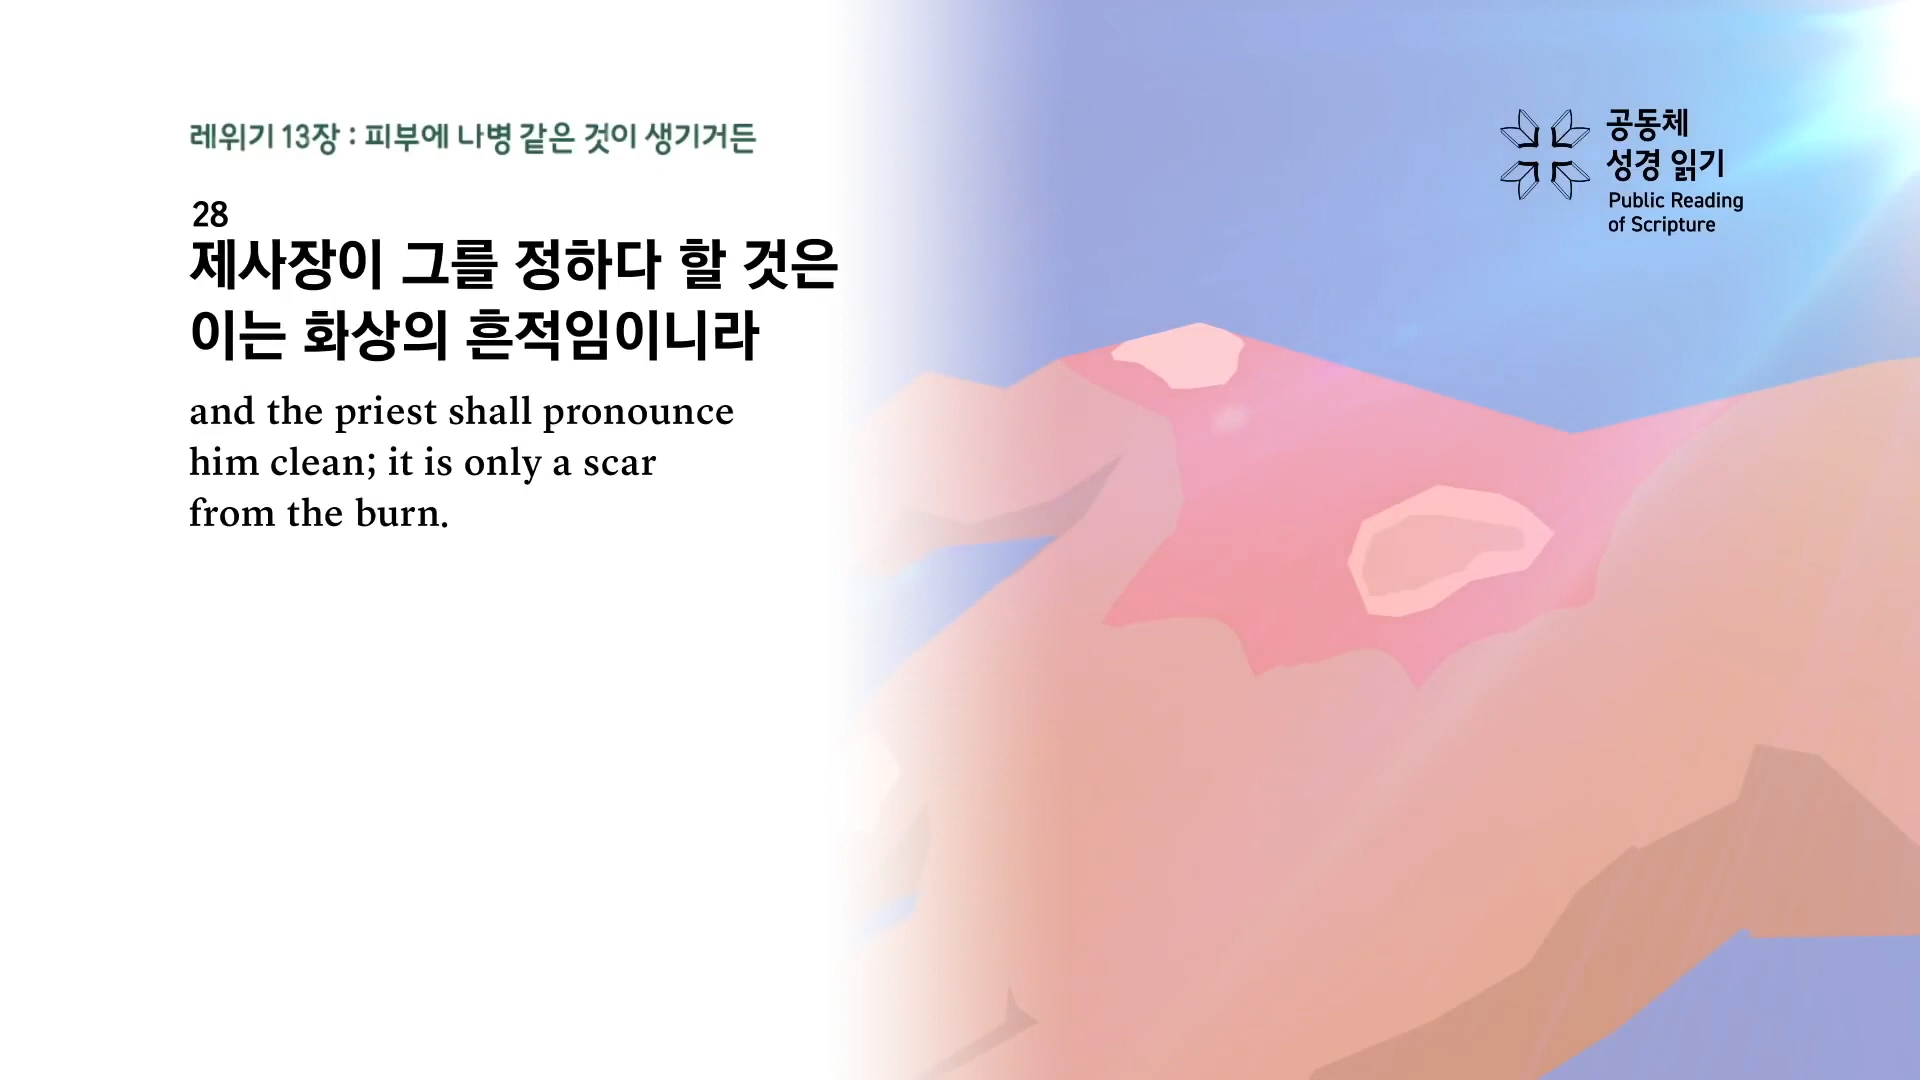 레위기 13장 : 피부에 나병 같은 것이 생기거든
28
제사장이 그를 정하다 할 것은
이는 화상의 흔적임이니라
and the priest shall pronounce
him clean; it is only a scar
from the burn.
공동체
성경 읽기
Public Reading
of Scripture